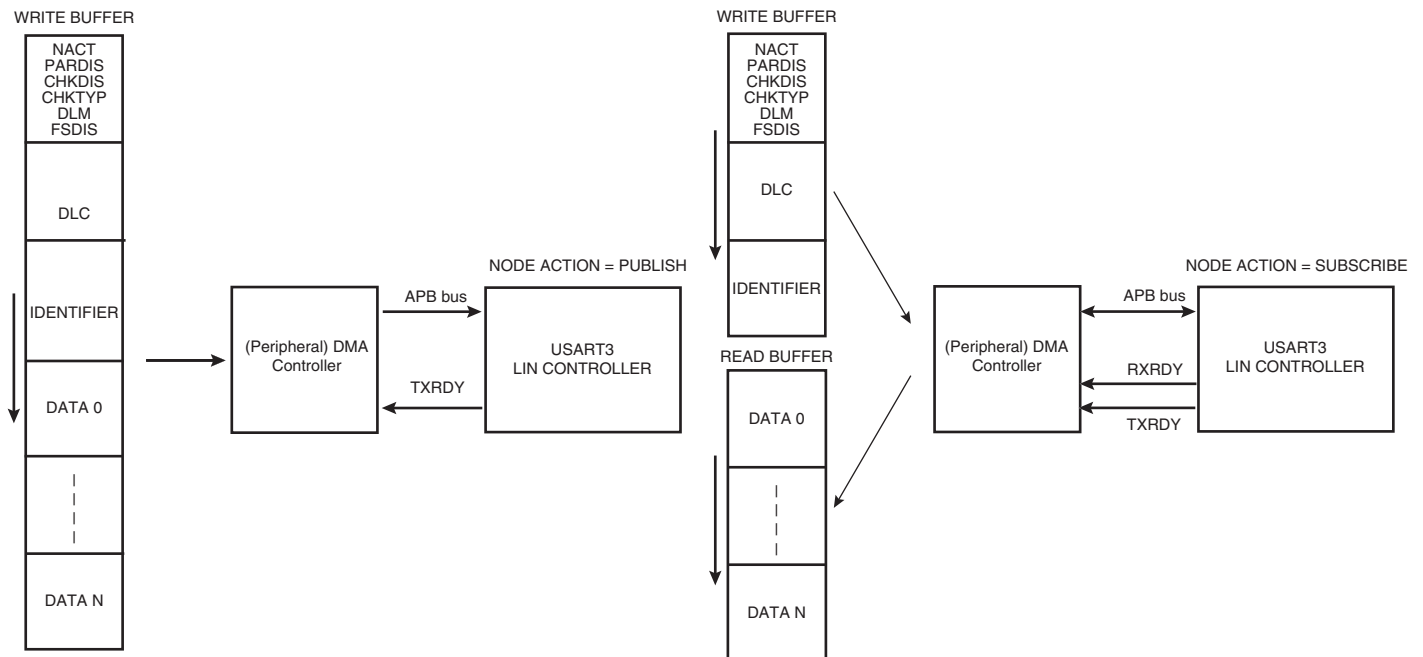 WRITE BUFFER
NACT
PARDIS
CHKDIS
CHKTYP
DLM
FSDIS
DLC
IDENTIFIER
DATA 0
DATA N
(Peripheral) DMA
Controller
APB bus
TXRDY
NODE ACTION = PUBLISH
USART3
LIN CONTROLLER
WRITE BUFFER
NACT
PARDIS
CHKDIS
CHKTYP
DLM
FSDIS
DLC
IDENTIFIER
READ BUFFER
DATA 0
DATA N
(Peripheral) DMA
Controller
APB bus
RXRDY
TXRDY
NODE ACTION = SUBSCRIBE
USART3
LIN CONTROLLER